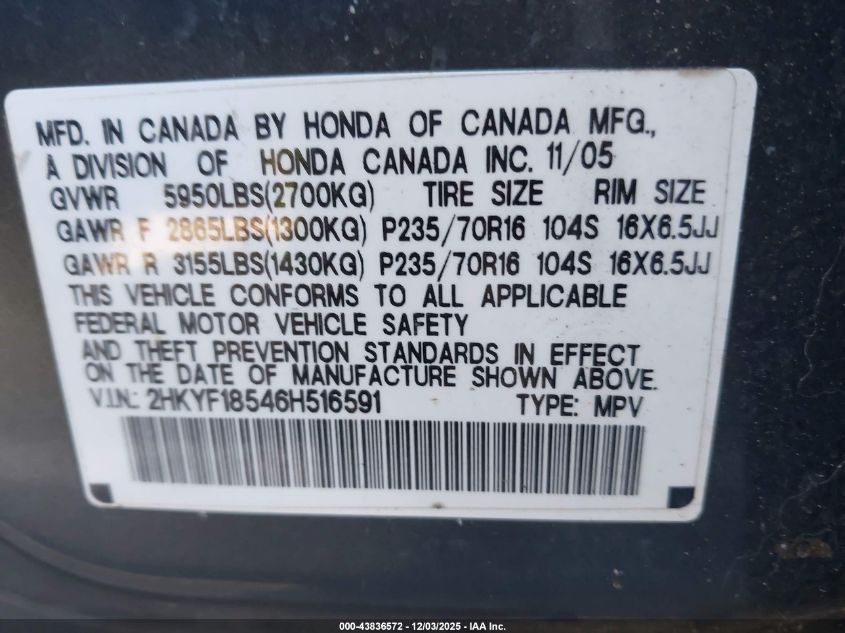 MFD. IN CANADA BY HONDA OF CANADA MFG.,
A DIVISION OF HONDA CANADA INC. 11/05
GVWR 5950LBS(2700KG) TIRE SIZE RIM SIZE
GAWR F 2865LBS(1300KG) P235/70R16 104S 16X6.5JJ
GAWR R 3155LBS(1430KG) P235/70R16 104S 16X6.5JJ
THIS VEHICLE CONFORMS TO ALL APPLICABLE
FEDERAL MOTOR VEHICLE SAFETY
AND THEFT PREVENTION STANDARDS IN EFFECT
ON THE DATE OF MANUFACTURE SHOWN ABOVE.
V.I.N.: 2HKYF18546H516591 TYPE: MPV
000-43836572 - 12/03/2025 - IAA Inc.